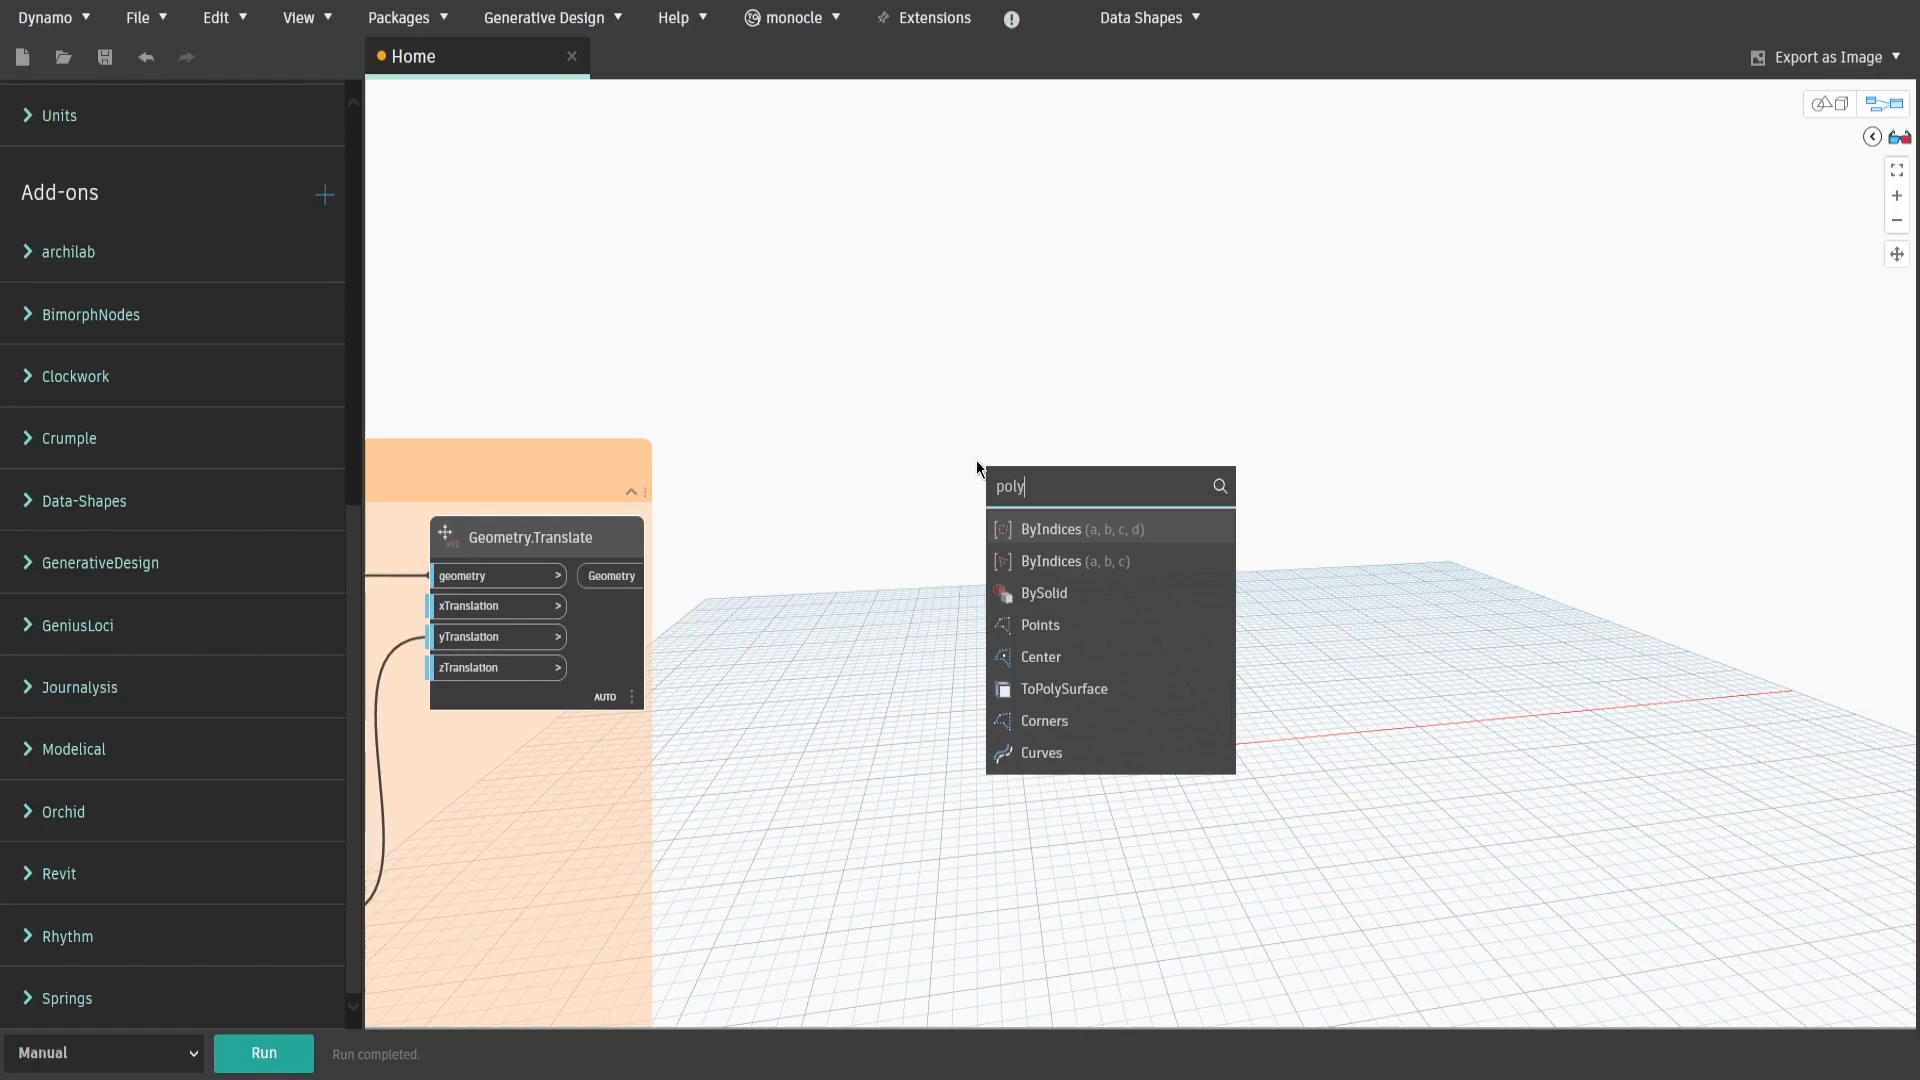 Dynamo File Edit View Packages Generative Design Help monocle Extensions Data Shapes
Home
Export as Image
Units
Add-ons
archilab
BimorphNodes
Clockwork
Crumple
Data-Shapes
GenerativeDesign
GeniusLoci
Journalysis
Modelical
Orchid
Revit
Rhythm
Springs
XYZ
Geometry.Translate
geometry > Geometry
xTranslation >
yTranslation >
zTranslation >
AUTO
poly
ByIndices (a, b, c, d)
ByIndices (a, b, c)
BySolid
Points
Center
ToPolySurface
Corners
Curves
Manual Run Run completed.